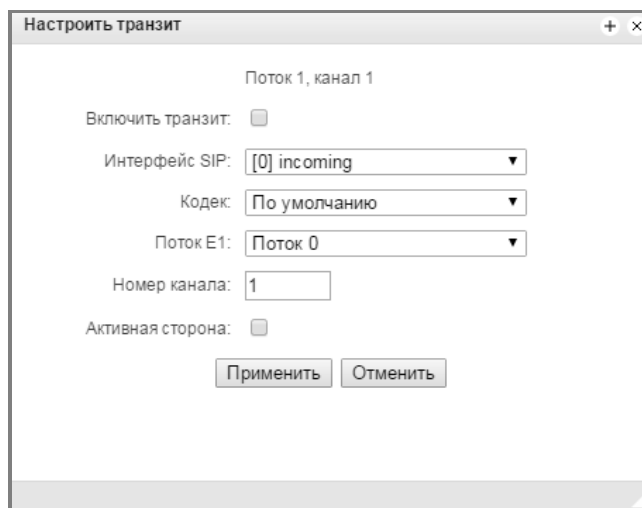 Настроить транзит
Поток 1, канал 1
Включить транзит:
Интерфейс SIP: [0] incoming
Кодек: По умолчанию
Поток E1: Поток 0
Номер канала: 1
Активная сторона:
Применить Отменить